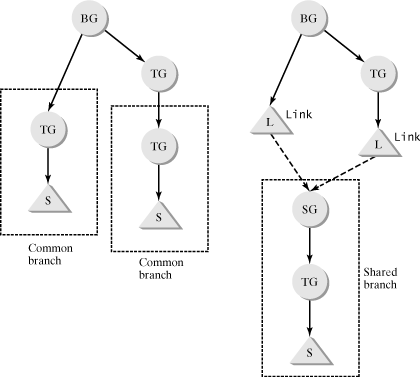 BG
TG
TG
TG
S
S
Common
branch
Common
branch
BG
TG
L
Link
L
Link
SG
TG
S
Shared
branch